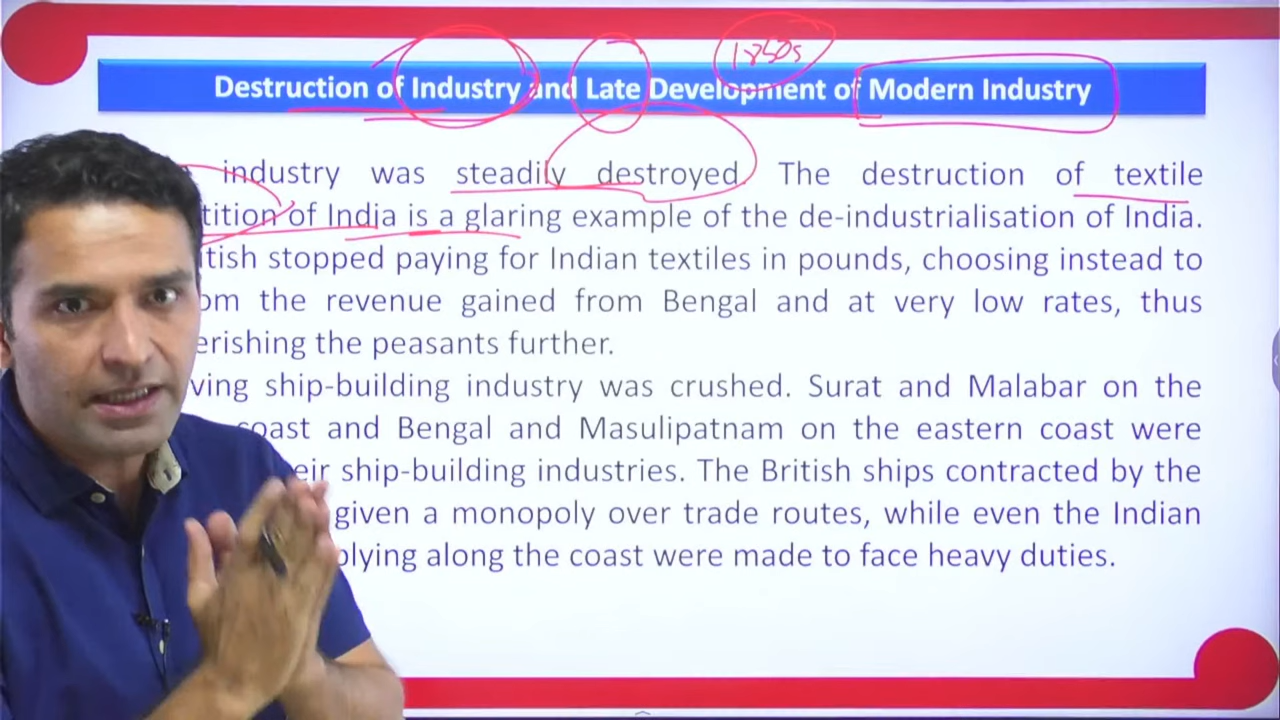 1850s
Destruction of Industry and Late Development of Modern Industry
industry was steadily destroyed. The destruction of textile
tition of India is a glaring example of the de-industrialisation of India.
tish stopped paying for Indian textiles in pounds, choosing instead to
om the revenue gained from Bengal and at very low rates, thus
erishing the peasants further.
ving ship-building industry was crushed. Surat and Malabar on the
coast and Bengal and Masulipatnam on the eastern coast were
eir ship-building industries. The British ships contracted by the
given a monopoly over trade routes, while even the Indian
plying along the coast were made to face heavy duties.